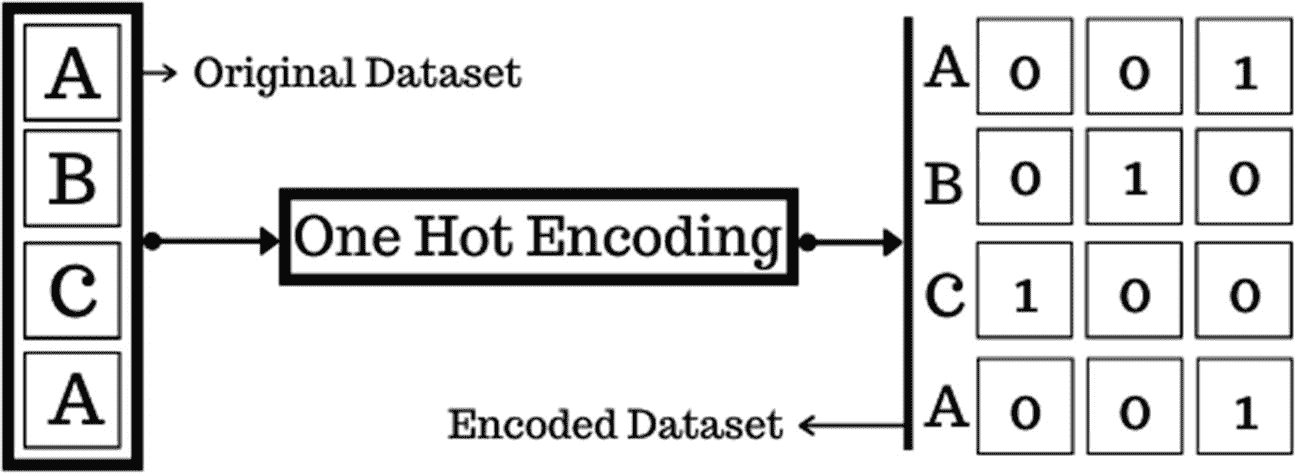 A
Original Dataset
B
C
A
One Hot Encoding
A 0 0 1
B 0 1 0
C 1 0 0
A 0 0 1
Encoded Dataset